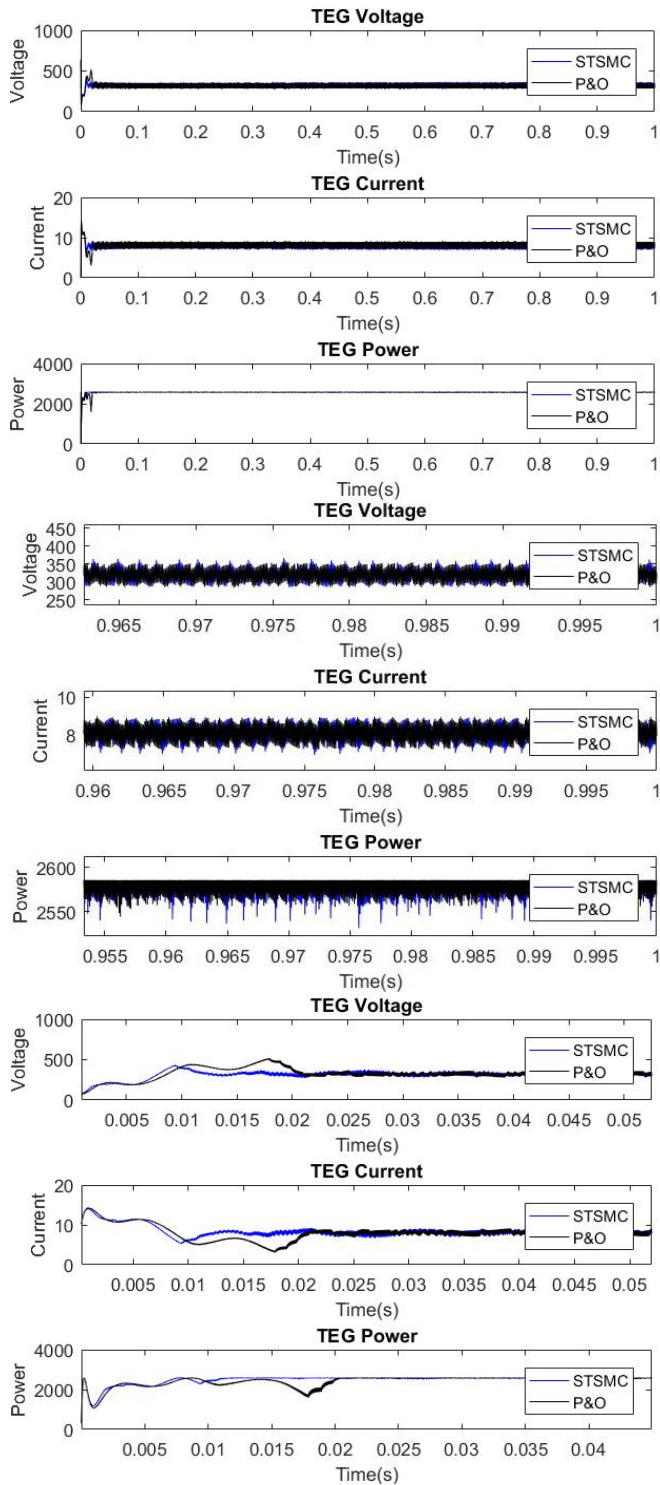 TEG Voltage
1000
500
0
Voltage
STSMC
P&O
0 0.1 0.2 0.3 0.4 0.5 0.6 0.7 0.8 0.9 1
Time(s)
TEG Current
20
10
0
Current
STSMC
P&O
0 0.1 0.2 0.3 0.4 0.5 0.6 0.7 0.8 0.9 1
Time(s)
TEG Power
4000
2000
0
Power
STSMC
P&O
0 0.1 0.2 0.3 0.4 0.5 0.6 0.7 0.8 0.9 1
Time(s)
TEG Voltage
450
400
350
300
250
Voltage
STSMC
P&O
0.965 0.97 0.975 0.98 0.985 0.99 0.995 1
Time(s)
TEG Current
10
8
Current
STSMC
P&O
0.96 0.965 0.97 0.975 0.98 0.985 0.99 0.995 1
Time(s)
TEG Power
2600
2550
Power
STSMC
P&O
0.955 0.96 0.965 0.97 0.975 0.98 0.985 0.99 0.995 1
Time(s)
TEG Voltage
1000
500
0
Voltage
STSMC
P&O
0.005 0.01 0.015 0.02 0.025 0.03 0.035 0.04 0.045 0.05
Time(s)
TEG Current
20
10
0
Current
STSMC
P&O
0.005 0.01 0.015 0.02 0.025 0.03 0.035 0.04 0.045 0.05
Time(s)
TEG Power
4000
2000
0
Power
STSMC
P&O
0.005 0.01 0.015 0.02 0.025 0.03 0.035 0.04
Time(s)